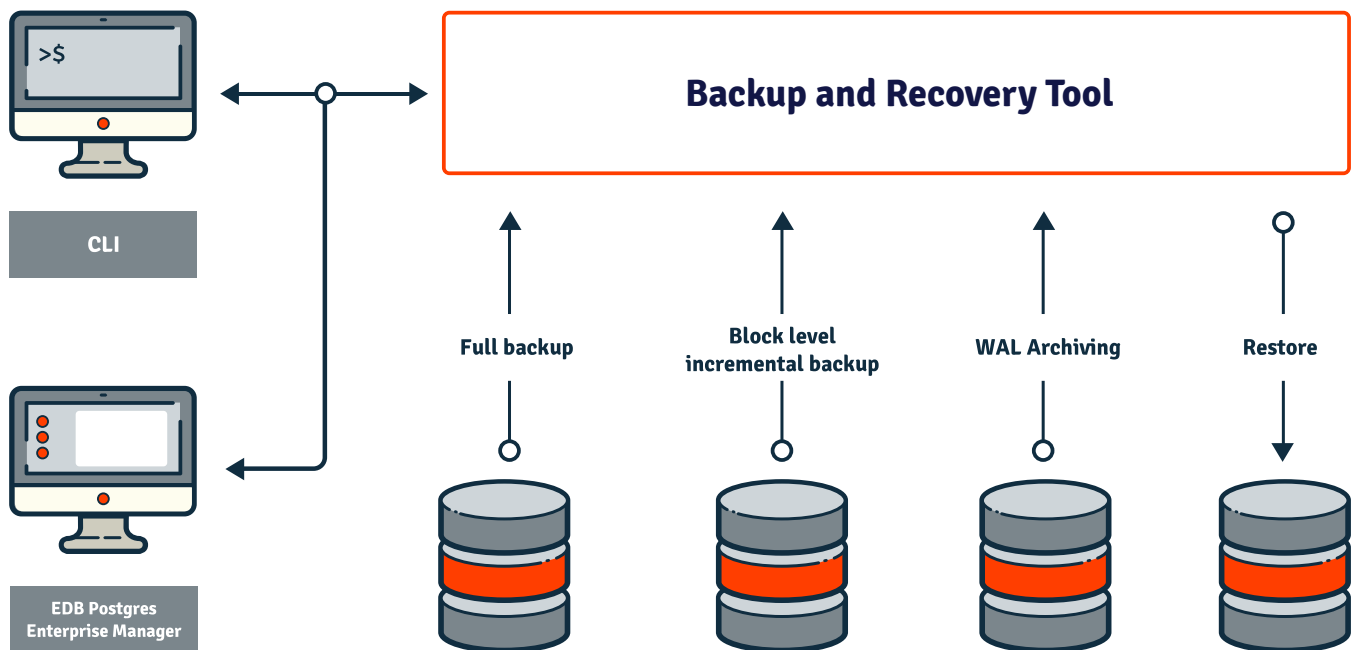 >$
Backup and Recovery Tool
CLI
Full backup
Block level
incremental backup
WAL Archiving
Restore
EDB Postgres
Enterprise Manager